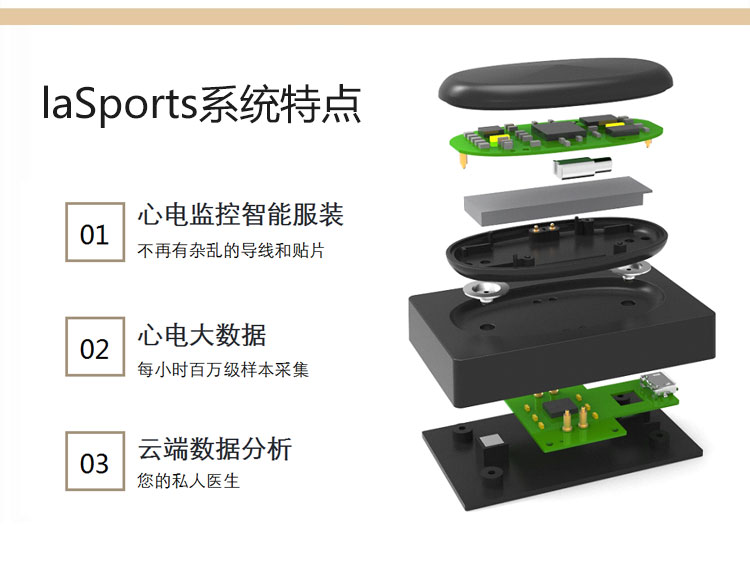 laSports系统特点
01
心电监控智能服装
不再有杂乱的导线和贴片
02
心电大数据
每小时百万级样本采集
03
云端数据分析
您的私人医生